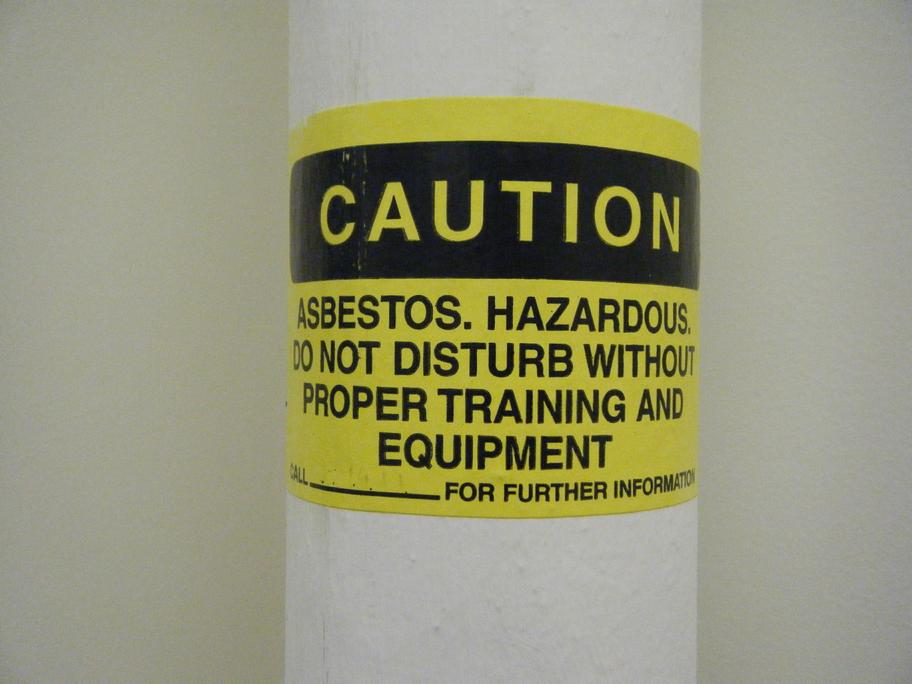 CAUTION
ASBESTOS. HAZARDOUS.
DO NOT DISTURB WITHOUT
PROPER TRAINING AND
EQUIPMENT
CALL FOR FURTHER INFORMATION